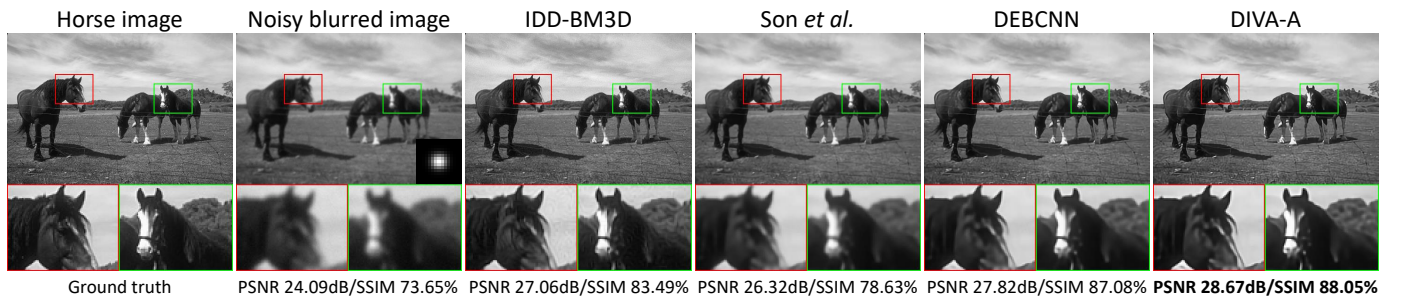 Horse image
Noisy blurred image
IDD-BM3D
Son et al.
DEBCNN
DIVA-A
Ground truth
PSNR 24.09dB/SSIM 73.65%
PSNR 27.06dB/SSIM 83.49%
PSNR 26.32dB/SSIM 78.63%
PSNR 27.82dB/SSIM 87.08%
PSNR 28.67dB/SSIM 88.05%